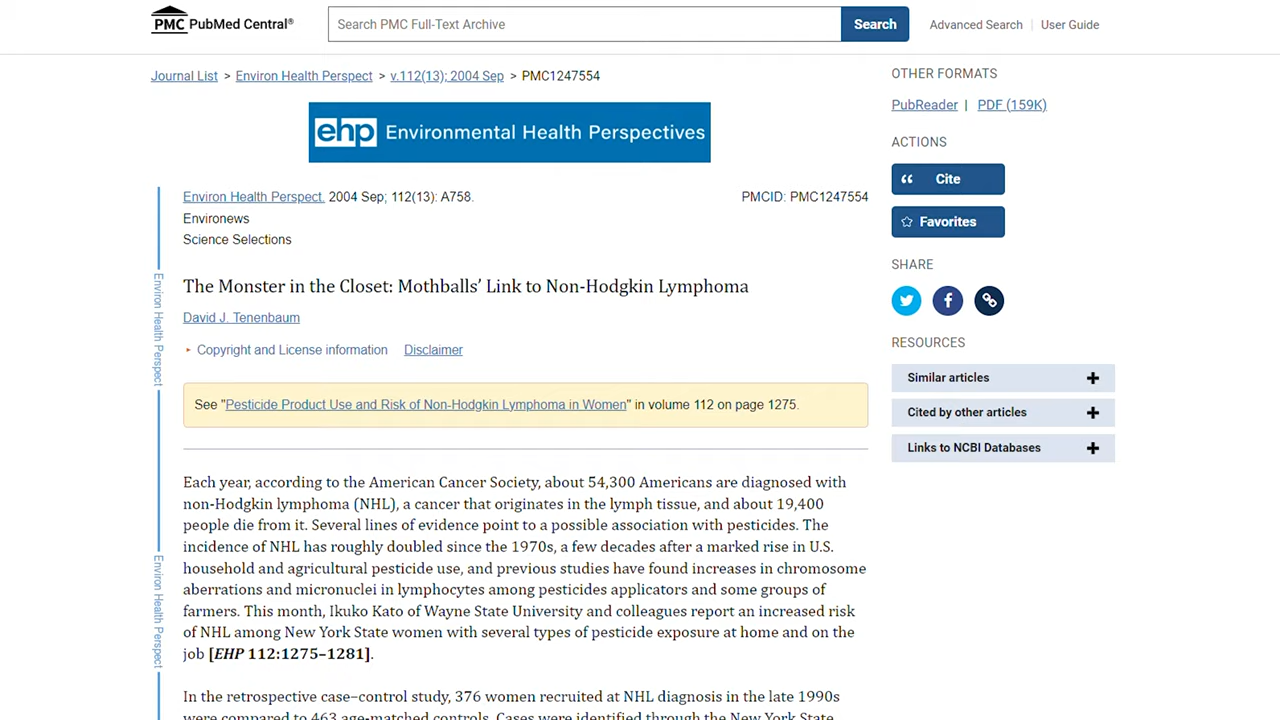 PMC PubMed Central®
Search PMC Full-Text Archive
Search
Advanced Search
User Guide
Journal List > Environ Health Perspect > v.112(13); 2004 Sep > PMC1247554
ehp Environmental Health Perspectives
Environ Health Perspect. 2004 Sep; 112(13): A758.
PMCID: PMC1247554
Environews
Science Selections
The Monster in the Closet: Mothballs’ Link to Non-Hodgkin Lymphoma
David J. Tenenbaum
Copyright and License information
Disclaimer
See "Pesticide Product Use and Risk of Non-Hodgkin Lymphoma in Women" in volume 112 on page 1275.
Each year, according to the American Cancer Society, about 54,300 Americans are diagnosed with
non-Hodgkin lymphoma (NHL), a cancer that originates in the lymph tissue, and about 19,400
people die from it. Several lines of evidence point to a possible association with pesticides. The
incidence of NHL has roughly doubled since the 1970s, a few decades after a marked rise in U.S.
household and agricultural pesticide use, and previous studies have found increases in chromosome
aberrations and micronuclei in lymphocytes among pesticides applicators and some groups of
farmers. This month, Ikuko Kato of Wayne State University and colleagues report an increased risk
of NHL among New York State women with several types of pesticide exposure at home and on the
job [EHP 112:1275–1281].
In the retrospective case–control study, 376 women recruited at NHL diagnosis in the late 1990s
were compared to 463 age-matched controls. Cases were identified through the New York State
Environ Health Perspect
Environ Health Perspect
OTHER FORMATS
PubReader | PDF (159K)
ACTIONS
Cite
Favorites
SHARE
RESOURCES
Similar articles
Cited by other articles
Links to NCBI Databases